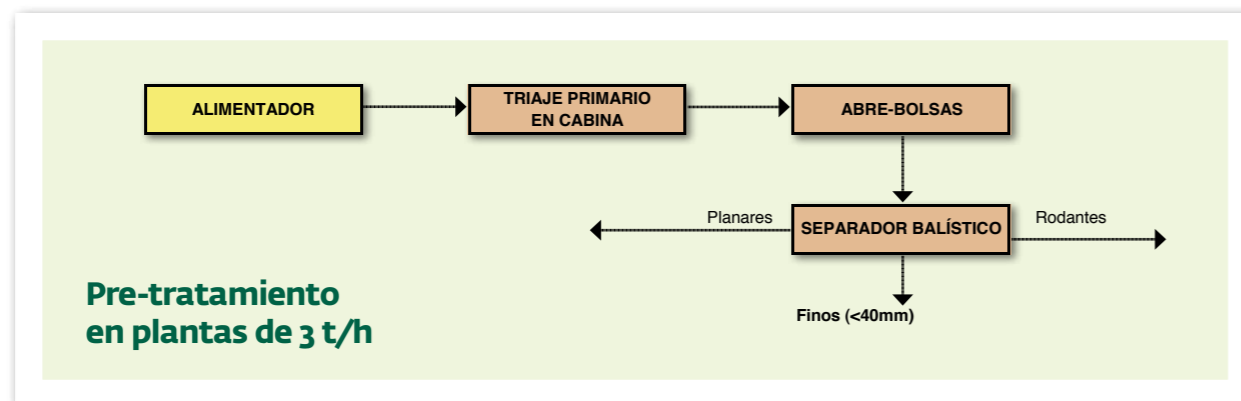 ALIMENTADOR
TRIAJE PRIMARIO
EN CABINA
ABRE-BOLSAS
Planares
SEPARADOR BALÍSTICO
Rodantes
Finos (<40mm)
Pre-tratamiento
en plantas de 3 t/h